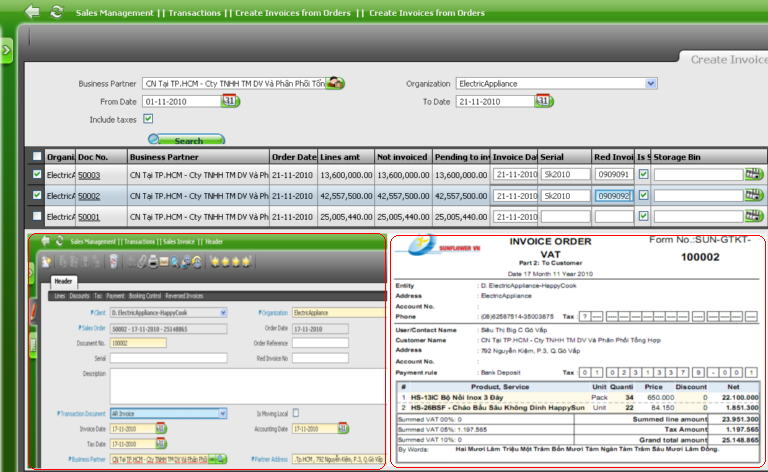 Sales Management || Transactions || Create Invoices from Orders || Create Invoices from Orders
Create Invoice
Business Partner CN Tại TP.HCM - Cty TNHH TM DV Và Phân Phối Tổn Organization ElectricAppliance
From Date 01-11-2010 31 To Date 21-11-2010 31
Include taxes
Search
Organi Doc No. Business Partner Order Date Lines amt Not invoiced Pending to inv Invoice Da Serial Red Invoi Is S Storage Bin
ElectricA 50003 CN Tại TP.HCM - Cty TNHH TM DV Và Ph 21-11-2010 13,600,000.00 13,600,000.00 13,600,000.00 21-11-2010 Sk2010 0909091
ElectricA 50002 CN Tại TP.HCM - Cty TNHH TM DV Và Ph 21-11-2010 42,557,500.00 42,557,500.00 42,557,500.00 21-11-2010 Sk2010 0909092
ElectricA 50001 CN Tại TP.HCM - Cty TNHH TM DV Và Ph 21-11-2010 25,005,440.00 25,005,440.00 25,005,440.00 21-11-2010
Sales Management || Transactions || Sales Invoice || Header
Header
Lines Discounts Tax Payment Booking Control Reversed Invoices
Client D. ElectricAppliance-HappyCook Organization ElectricAppliance
Sales Order 50002 - 17-11-2010 - 25148865 Order Date 17-11-2010
Document No. 100002 Order Reference
Serial Red Invoice No
Description
Transaction Document AR Invoice Is Moving Local
Invoice Date 17-11-2010 Accounting Date 17-11-2010
Tax Date 17-11-2010
Business Partner CN Tại TP.HCM - Cty TNHH TM DV Và Phân Phố Partner Address .Tp.HCM, 792 Nguyễn Kiệm, P.3, Q.Gò Vấp
SUNFLOWER VN
INVOICE ORDER
VAT
Part 2: To Customer
Date 17 Month 11 Year 2010
Form No.:SUN-GTKT-
100002
Entity : D. ElectricAppliance-HappyCook
Address : ElectricAppliance
Account No. :
Phone : (08)62587514-35003875 Tax : ?
User/Contact Name : Siêu Thị Big C Gò Vấp
Customer Name : CN Tại TP.HCM - Cty TNHH TM DV Và Phân Phối Tổng Hợp
Address : 792 Nguyễn Kiệm, P.3, Q.Gò Vấp
Account No. :
Payment rule : Bank Deposit Tax : 0 1 0 2 3 1 3 3 7 9 - 0 0 1
# Product, Service Unit Quanti Price Discount Net
1 HS-13IC Bộ Nồi Inox 3 Đáy Pack 34 650.000 0 22.100.000
2 HS-26BSF - Chảo Bầu Sâu Không Dính HappySun Unit 22 84.150 0 1.851.300
Summed VAT 00%: 0 Summed line amount 23.951.300
Summed VAT 05%: 1.197.565 Tax Amount 1.197.565
Summed VAT 10%: 0 Grand total amount 25.148.865
By Words: Hai Mươi Lăm Triệu Một Trăm Bốn Mươi Tám Ngàn Tám Trăm Sáu Mươi Lăm Đồng.